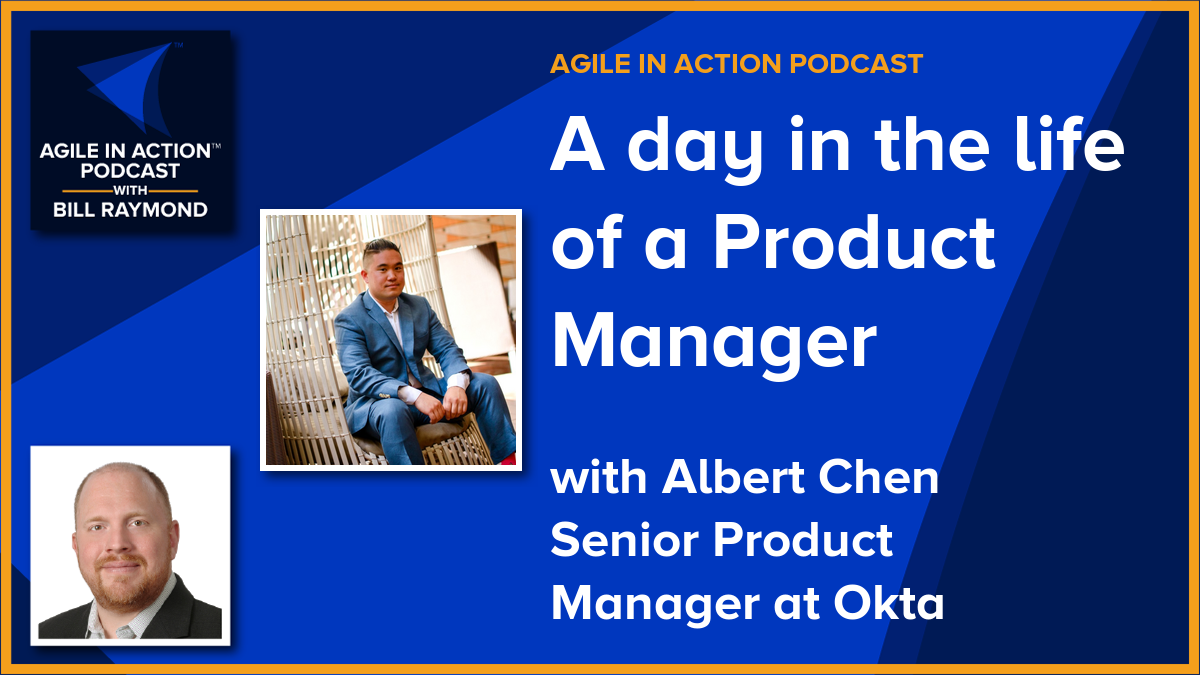 AGILE IN ACTION™
PODCAST
WITH
BILL RAYMOND
AGILE IN ACTION PODCAST
A day in the life
of a Product
Manager
with Albert Chen
Senior Product
Manager at Okta